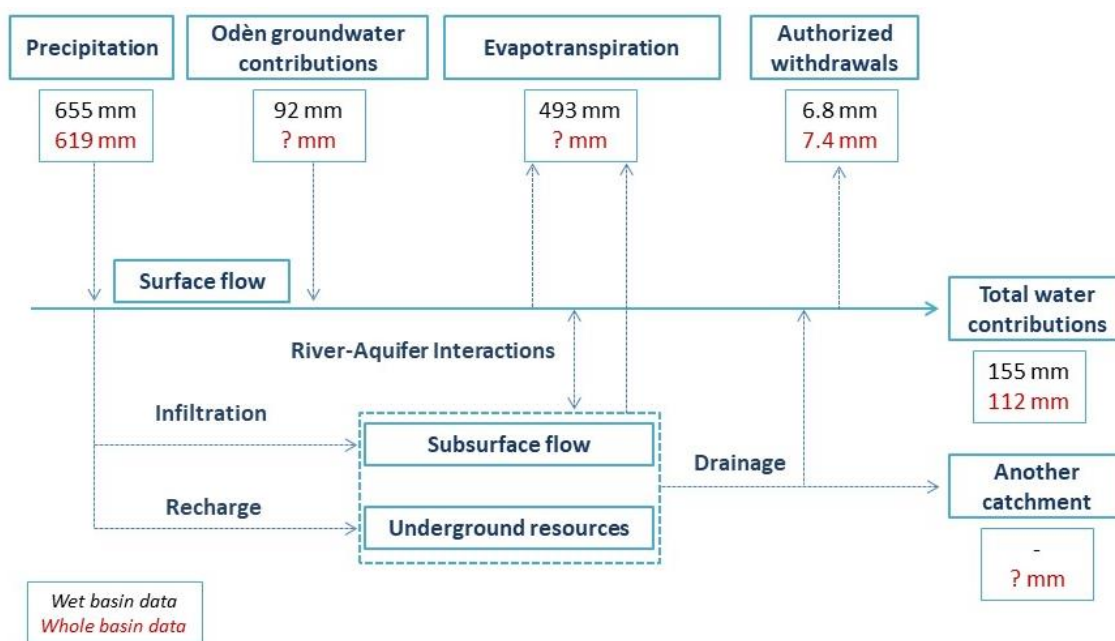 Precipitation
655 mm
619 mm
Odèn groundwater
contributions
92 mm
? mm
Evapotranspiration
493 mm
? mm
Authorized
withdrawals
6.8 mm
7.4 mm
Surface flow
Total water
contributions
155 mm
112 mm
River-Aquifer Interactions
Infiltration
Subsurface flow
Drainage
Another
catchment
-
? mm
Recharge
Underground resources
Wet basin data
Whole basin data